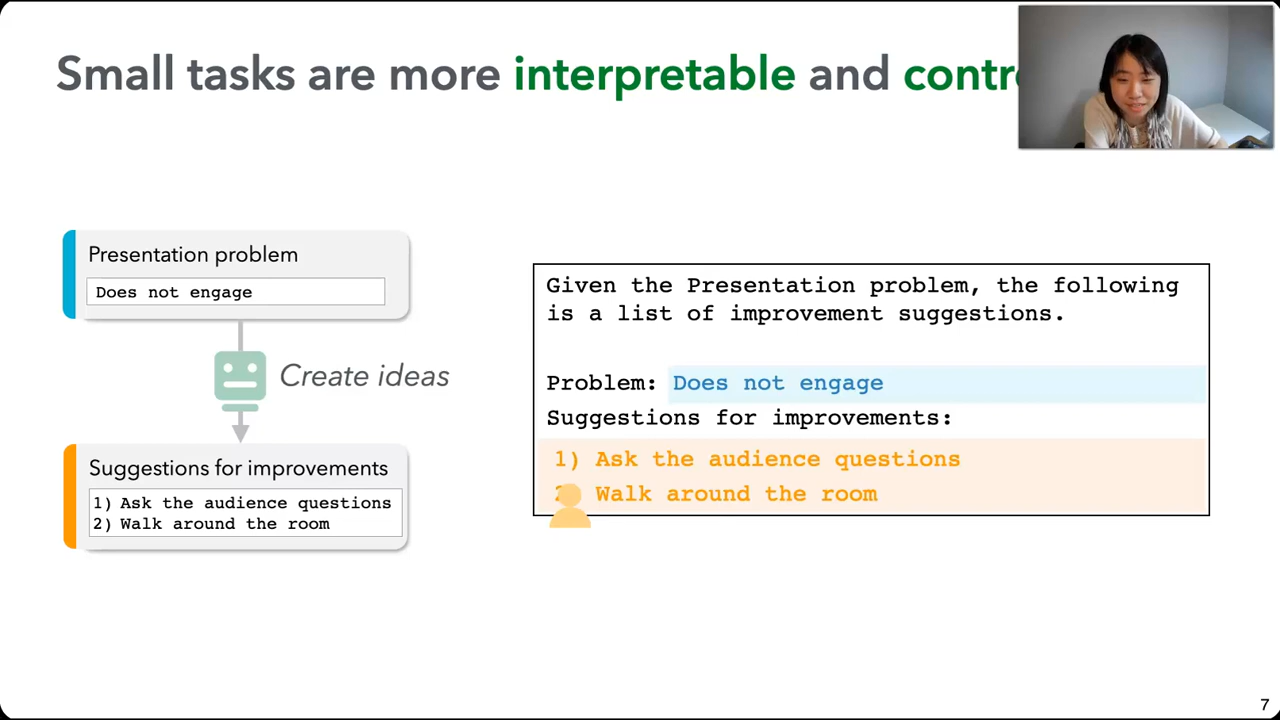 Small tasks are more interpretable and contr
Presentation problem
Does not engage
Create ideas
Suggestions for improvements
1) Ask the audience questions
2) Walk around the room
Given the Presentation problem, the following
is a list of improvement suggestions.
Problem: Does not engage
Suggestions for improvements:
1) Ask the audience questions
2) Walk around the room
7